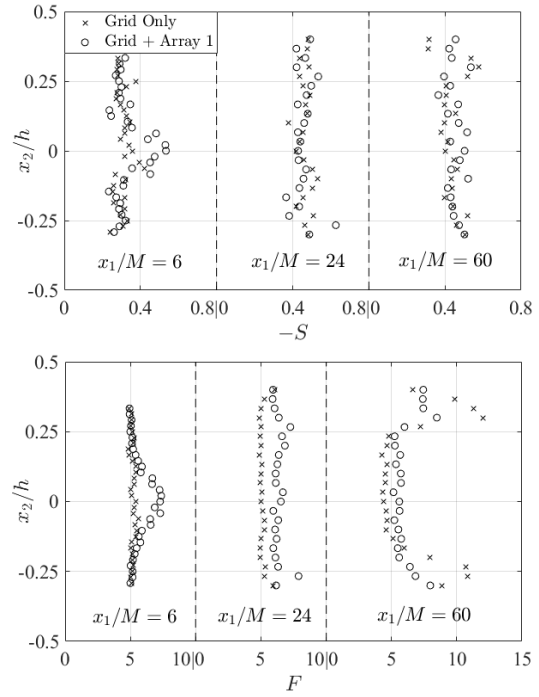 0.5
× Grid Only
○ Grid + Array 1
0.25
0
-0.25
-0.5
x₂/h
x₁/M = 6
x₁/M = 24
x₁/M = 60
0 0.4 0.8|0 0.4 0.8|0 0.4 0.8
−S
0.5
0.25
0
-0.25
-0.5
x₂/h
x₁/M = 6
x₁/M = 24
x₁/M = 60
0 5 10|0 5 10|0 5 10 15
F